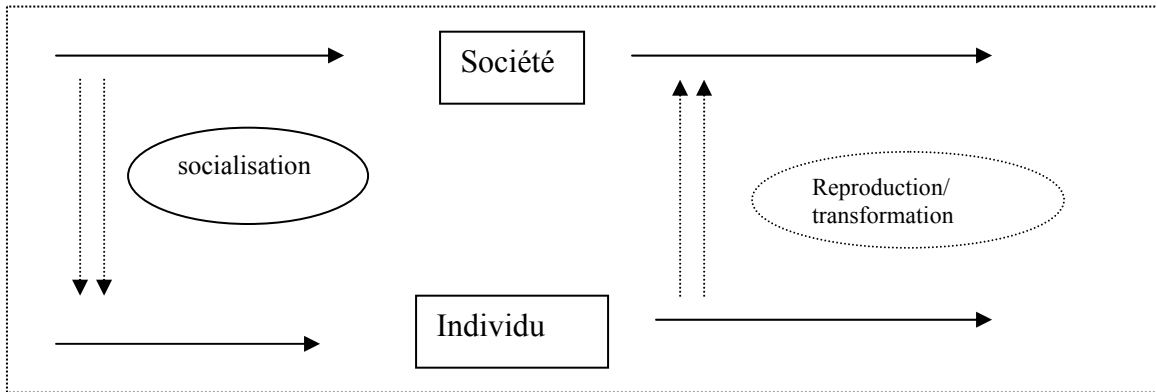 Société
socialisation
Reproduction/
transformation
Individu